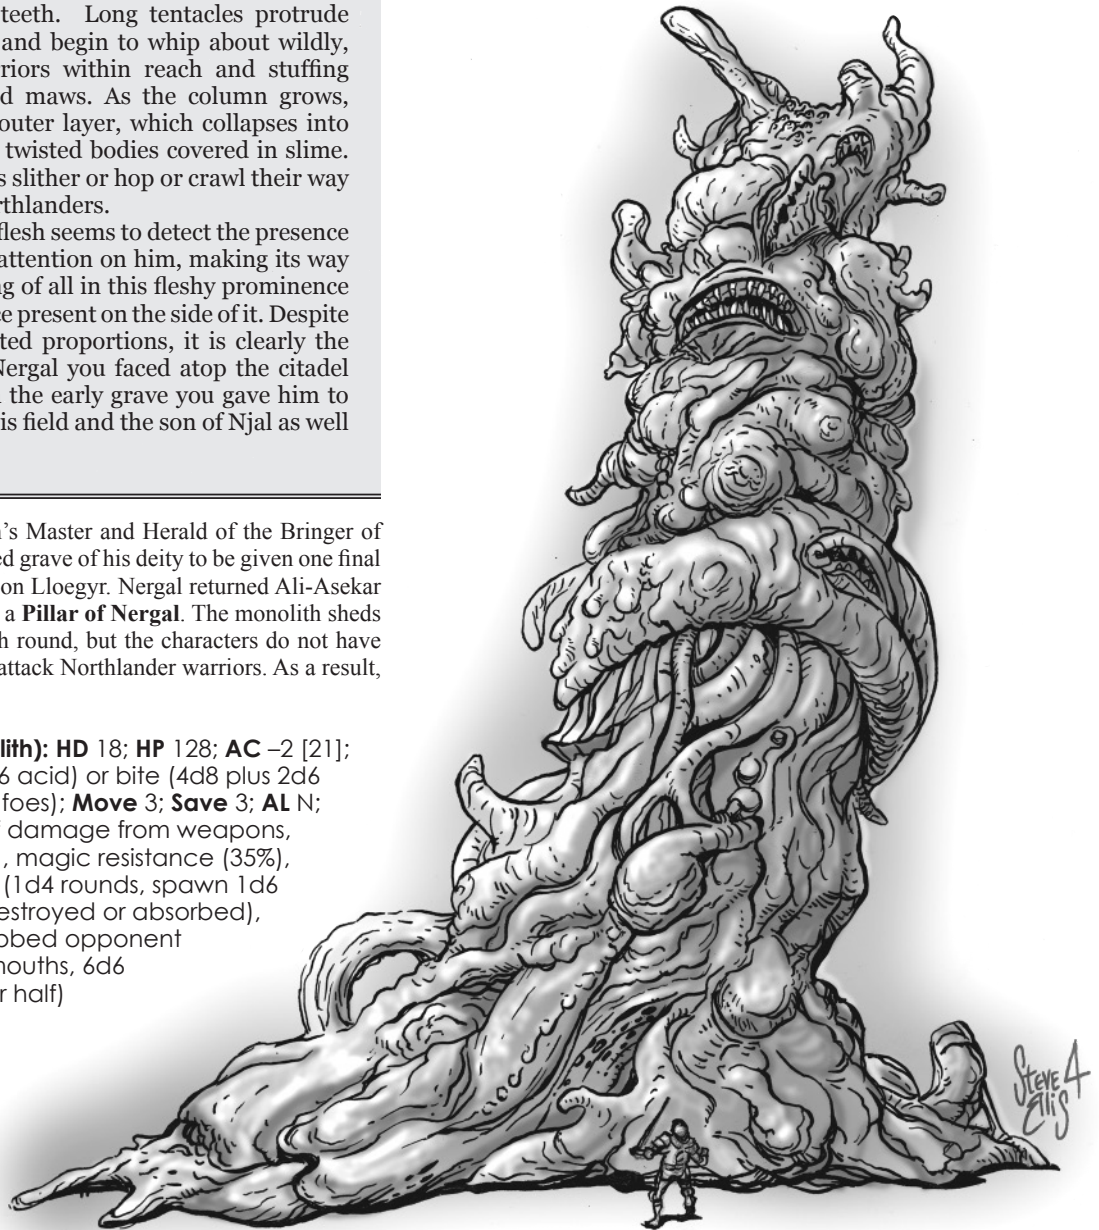 teeth. Long tentacles protrude
and begin to whip about wildly,
riors within reach and stuffing
d maws. As the column grows,
outer layer, which collapses into
twisted bodies covered in slime.
s slither or hop or crawl their way
rthlanders.
flesh seems to detect the presence
attention on him, making its way
ng of all in this fleshy prominence
ce present on the side of it. Despite
ted proportions, it is clearly the
Nergal you faced atop the citadel
the early grave you gave him to
is field and the son of Njal as well
's Master and Herald of the Bringer of
ed grave of his deity to be given one final
on Lloegyr. Nergal returned Ali-Asekar
a Pillar of Nergal. The monolith sheds
h round, but the characters do not have
attack Northlander warriors. As a result,
lith): HD 18; HP 128; AC –2 [21];
6 acid) or bite (4d8 plus 2d6
foes); Move 3; Save 3; AL N;
damage from weapons,
, magic resistance (35%),
(1d4 rounds, spawn 1d6
estroyed or absorbed),
bbed opponent
mouths, 6d6
r half)
Steve
Ellis